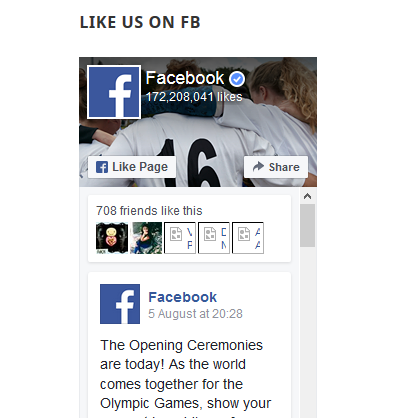 LIKE US ON FB
Facebook
172,208,041 likes
16
Like Page
Share
708 friends like this
Facebook
5 August at 20:28
The Opening Ceremonies
are today! As the world
comes together for the
Olympic Games, show your